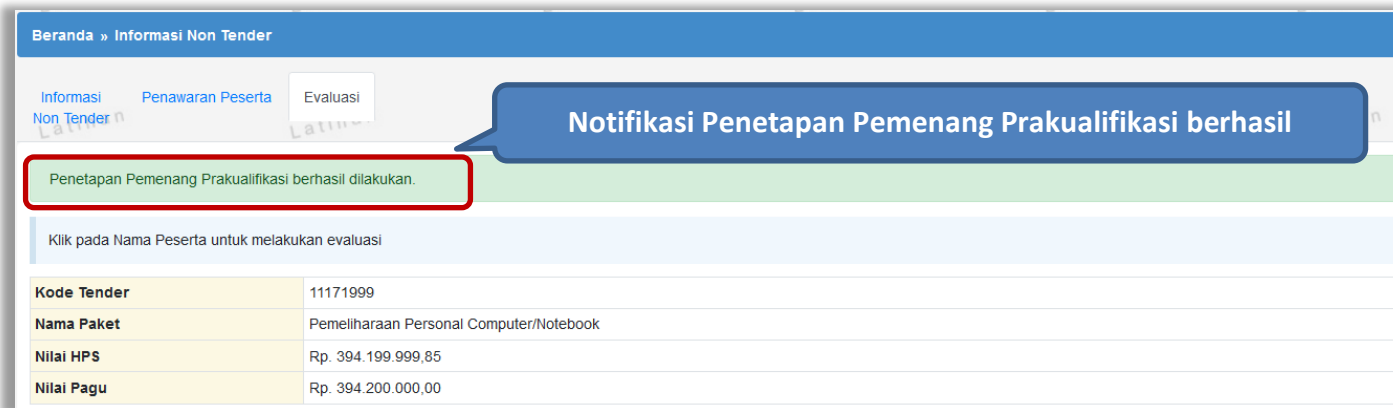 Beranda » Informasi Non Tender
Informasi Non Tender
Penawaran Peserta
Evaluasi
Latihan
Notifikasi Penetapan Pemenang Prakualifikasi berhasil
Penetapan Pemenang Prakualifikasi berhasil dilakukan.
Klik pada Nama Peserta untuk melakukan evaluasi
Kode Tender 11171999
Nama Paket Pemeliharaan Personal Computer/Notebook
Nilai HPS Rp. 394.199.999,85
Nilai Pagu Rp. 394.200.000,00